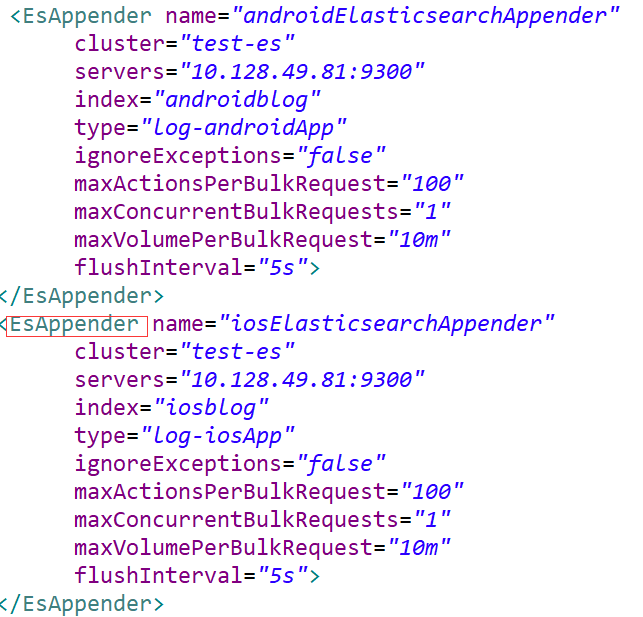 <EsAppender name="androidElasticsearchAppender"
cluster="test-es"
servers="10.128.49.81:9300"
index="androidblog"
type="log-androidApp"
ignoreExceptions="false"
maxActionsPerBulkRequest="100"
maxConcurrentBulkRequests="1"
maxVolumePerBulkRequest="10m"
flushInterval="5s">
</EsAppender>
<EsAppender name="iosElasticsearchAppender"
cluster="test-es"
servers="10.128.49.81:9300"
index="iosblog"
type="log-iosApp"
ignoreExceptions="false"
maxActionsPerBulkRequest="100"
maxConcurrentBulkRequests="1"
maxVolumePerBulkRequest="10m"
flushInterval="5s">
</EsAppender>